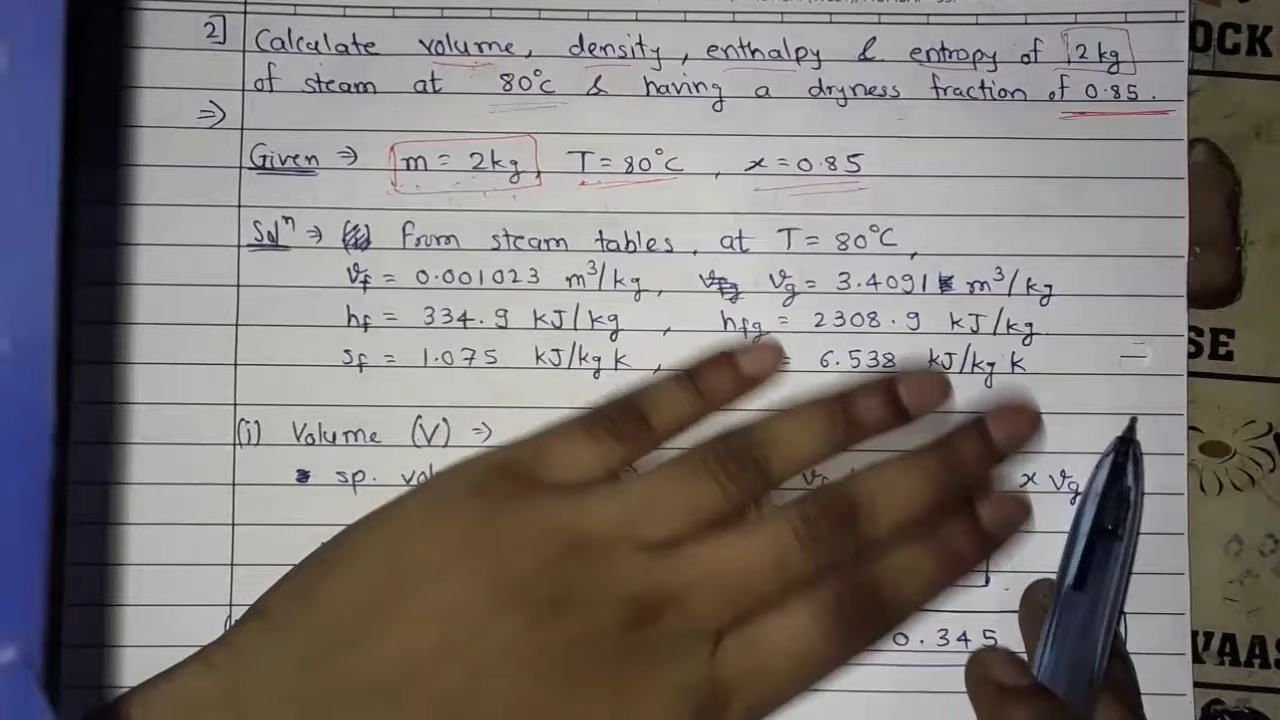 2] Calculate volume, density, enthalpy & entropy of 2 kg
of steam at 80°C & having a dryness fraction of 0.85.
⇒
Given ⇒ m = 2kg, T = 80°C, x = 0.85
Solⁿ ⇒ from steam tables, at T = 80°C,
vf = 0.001023 m³/kg, vg = 3.4091 m³/kg
hf = 334.9 kJ/kg, hfg = 2308.9 kJ/kg
sf = 1.075 kJ/kg k, = 6.538 kJ/kg k
(i) Volume (V) ⇒
sp. x vg
0.345
OCK
SE
VAAS